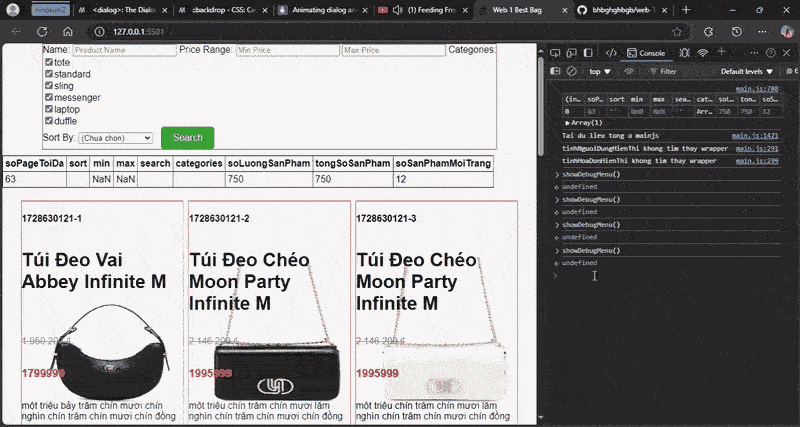 nhipkuni2
<dialog>: The Dialo
::backdrop - CSS: Cas
Animating dialog an
(1) Feeding Fre
Web 1 Best Bag
bhbghghbgb/web-1
127.0.0.1:5501
Console
top
Filter
Default levels
Name: Product Name Price Range: Min Price Max Price Categories:
tote
standard
sling
messenger
laptop
duffle
Sort By: (Chưa chọn) Search
soPageToiDa sort min max search categories soLuongSanPham tongSoSanPham soSanPhamMoiTrang
63 NaN NaN 750 750 12
1728630121-1 1728630121-2 1728630121-3
Túi Đeo Vai Abbey Infinite M
Túi Đeo Chéo Moon Party Infinite M
Túi Đeo Chéo Moon Party Infinite M
1.950.200 ₫ 2.146.200 ₫ 2.146.200 ₫
1799999 1995999 1995999
một triệu bảy trăm chín mươi chín nghìn chín trăm chín mươi chín đồng
một triệu chín trăm chín mươi lăm nghìn chín trăm chín mươi chín đồng
một triệu chín trăm chín mươi lăm nghìn chín trăm chín mươi chín đồng
main.js:708
(in… soP… sort min max sea… cat… soL… ton… soS…
0 63 NaN NaN Arr… 750 750 12
Array(1)
Tai du lieu tong o mainjs main.js:1421
tinhNguoiDungHienThi khong tim thay wrapper main.js:291
tinhHoaDonHienThi khong tim thay wrapper main.js:299
showDebugMenu()
undefined
showDebugMenu()
undefined
showDebugMenu()
undefined
showDebugMenu()
undefined